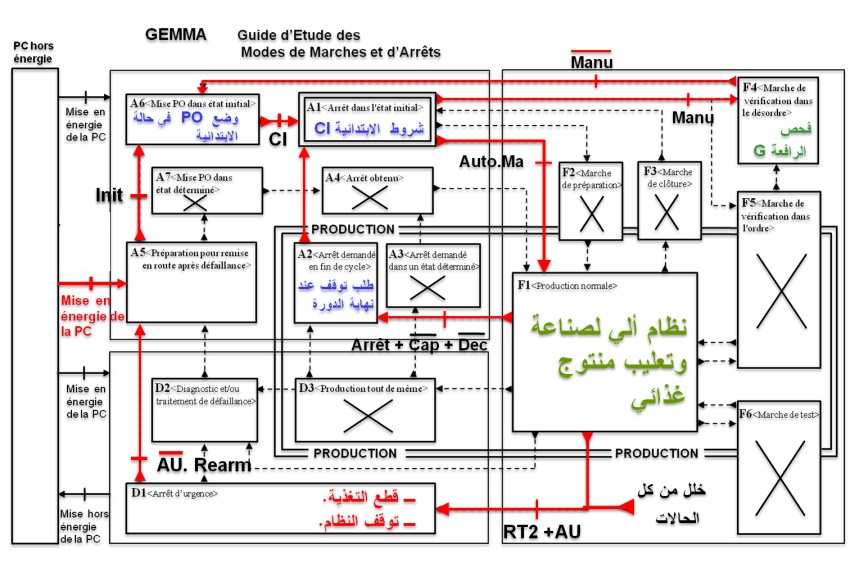 GEMMA
Guide d'Etude des
Modes de Marches et d'Arrêts
PC hors
énergie
Mise en
énergie
de la PC
A6<Mise PO dans état initial>
وضع PO في حالة
الابتدائية
CI
A1<Arrêt dans l'état initial>
شروط الابتدائية CI
Manu
Manu
F4<Marche de
vérification dans
le désordre>
فحص
الرافعة G
Auto.Ma
Init
A7<Mise PO dans
état déterminé>
A4<Arrêt obtenu>
F2<Marche
de préparation>
F3<Marche
de clôture>
F5<Marche de
vérification dans
l'ordre>
PRODUCTION
PRODUCTION
A5<Préparation pour remise
en route après défaillance>
A2<Arrêt demandé
en fin de cycle>
طلب توقف عند
نهاية الدورة
A3<Arrêt demandé
dans un état déterminé>
F1<Production normale>
نظام ألي لصناعة
وتعليب منتوج
غذائي
Mise en
énergie de
la PC
Arrêt + Cap + Dec
Mise en
énergie
de la PC
D2<Diagnostic et/ou
traitement de défaillance>
D3<Production tout de même>
F6<Marche de test>
PRODUCTION
PRODUCTION
AU. Rearm
D1<Arrêt d'urgence>
– قطع التغذية.
– توقف النظام.
خلل من كل
الحالات
RT2 +AU
Mise hors
énergie
de la PC